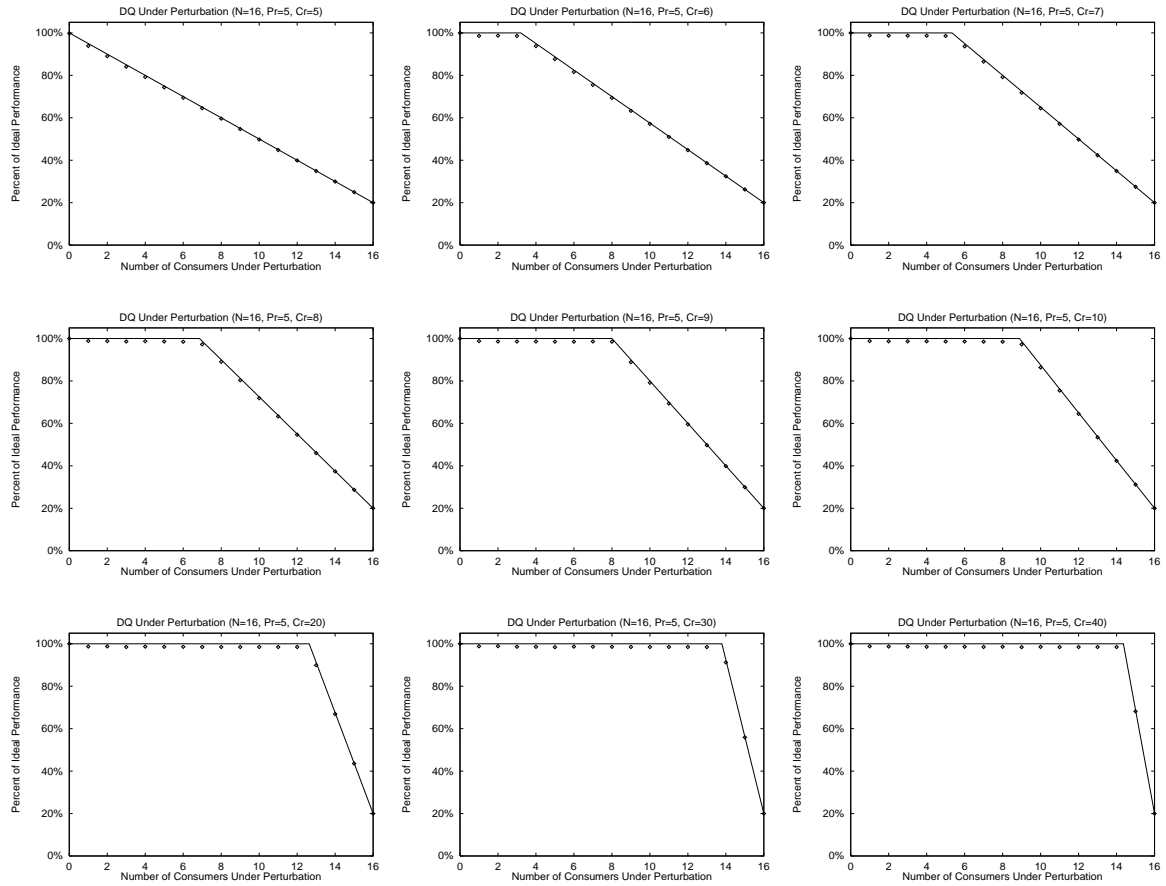 DQ Under Perturbation (N=16, Pr=5, Cr=5)
Percent of Ideal Performance
100%
80%
60%
40%
20%
0%
0 2 4 6 8 10 12 14 16
Number of Consumers Under Perturbation
DQ Under Perturbation (N=16, Pr=5, Cr=6)
Percent of Ideal Performance
100%
80%
60%
40%
20%
0%
0 2 4 6 8 10 12 14 16
Number of Consumers Under Perturbation
DQ Under Perturbation (N=16, Pr=5, Cr=7)
Percent of Ideal Performance
100%
80%
60%
40%
20%
0%
0 2 4 6 8 10 12 14 16
Number of Consumers Under Perturbation
DQ Under Perturbation (N=16, Pr=5, Cr=8)
Percent of Ideal Performance
100%
80%
60%
40%
20%
0%
0 2 4 6 8 10 12 14 16
Number of Consumers Under Perturbation
DQ Under Perturbation (N=16, Pr=5, Cr=9)
Percent of Ideal Performance
100%
80%
60%
40%
20%
0%
0 2 4 6 8 10 12 14 16
Number of Consumers Under Perturbation
DQ Under Perturbation (N=16, Pr=5, Cr=10)
Percent of Ideal Performance
100%
80%
60%
40%
20%
0%
0 2 4 6 8 10 12 14 16
Number of Consumers Under Perturbation
DQ Under Perturbation (N=16, Pr=5, Cr=20)
Percent of Ideal Performance
100%
80%
60%
40%
20%
0%
0 2 4 6 8 10 12 14 16
Number of Consumers Under Perturbation
DQ Under Perturbation (N=16, Pr=5, Cr=30)
Percent of Ideal Performance
100%
80%
60%
40%
20%
0%
0 2 4 6 8 10 12 14 16
Number of Consumers Under Perturbation
DQ Under Perturbation (N=16, Pr=5, Cr=40)
Percent of Ideal Performance
100%
80%
60%
40%
20%
0%
0 2 4 6 8 10 12 14 16
Number of Consumers Under Perturbation